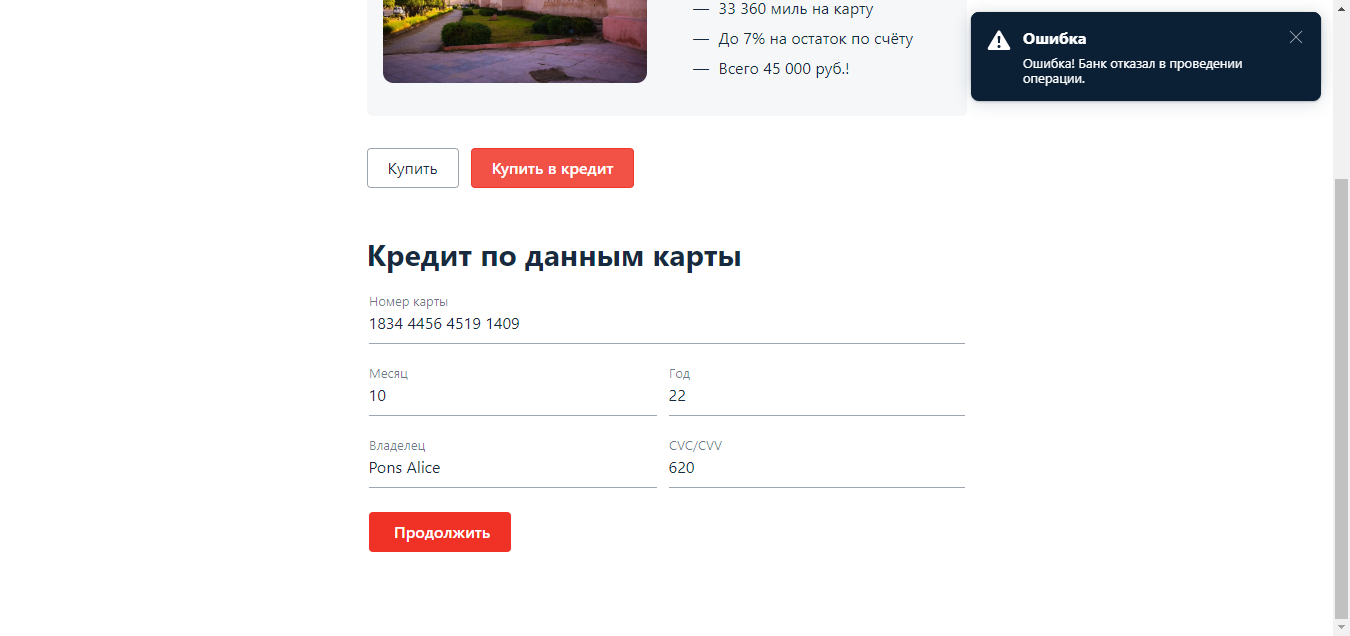 — 33 360 миль на карту
— До 7% на остаток по счёту
— Всего 45 000 руб.!
Ошибка
Ошибка! Банк отказал в проведении
операции.
Купить
Купить в кредит
Кредит по данным карты
Номер карты
1834 4456 4519 1409
Месяц
Год
10
22
Владелец
CVC/CVV
Pons Alice
620
Продолжить